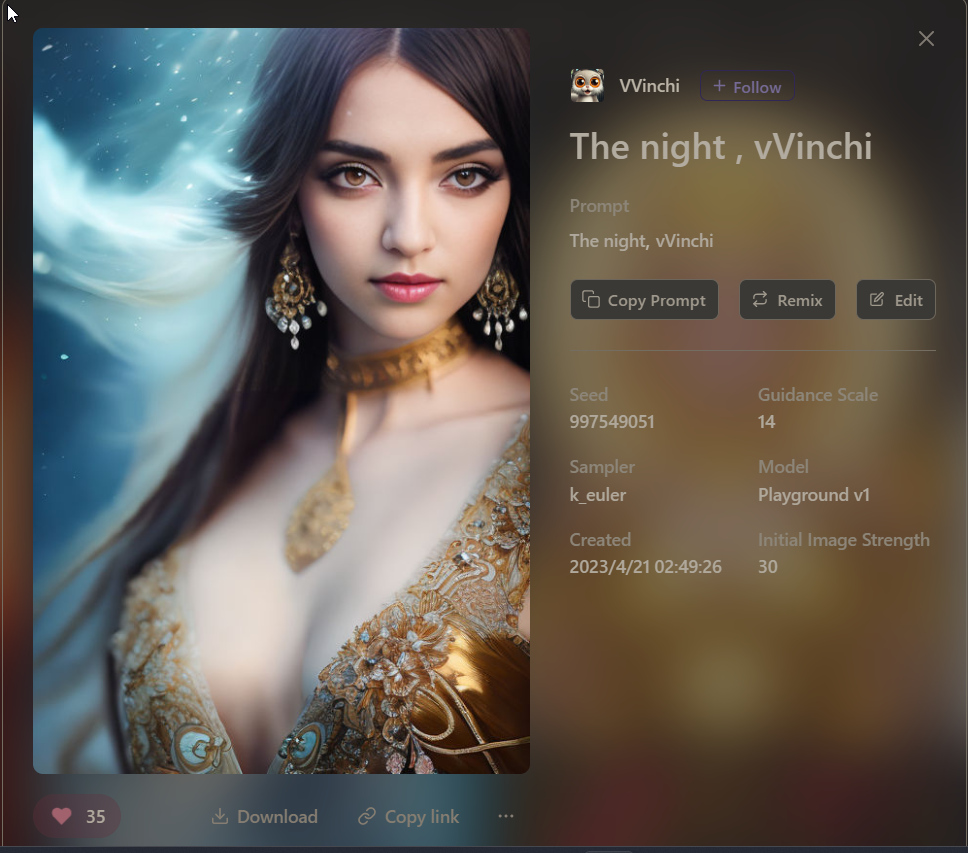 VVinchi
+ Follow
The night , vVinchi
Prompt
The night, vVinchi
Copy Prompt
Remix
Edit
Seed
Guidance Scale
997549051
14
Sampler
Model
k_euler
Playground v1
Created
Initial Image Strength
2023/4/21 02:49:26
30
35
Download
Copy link